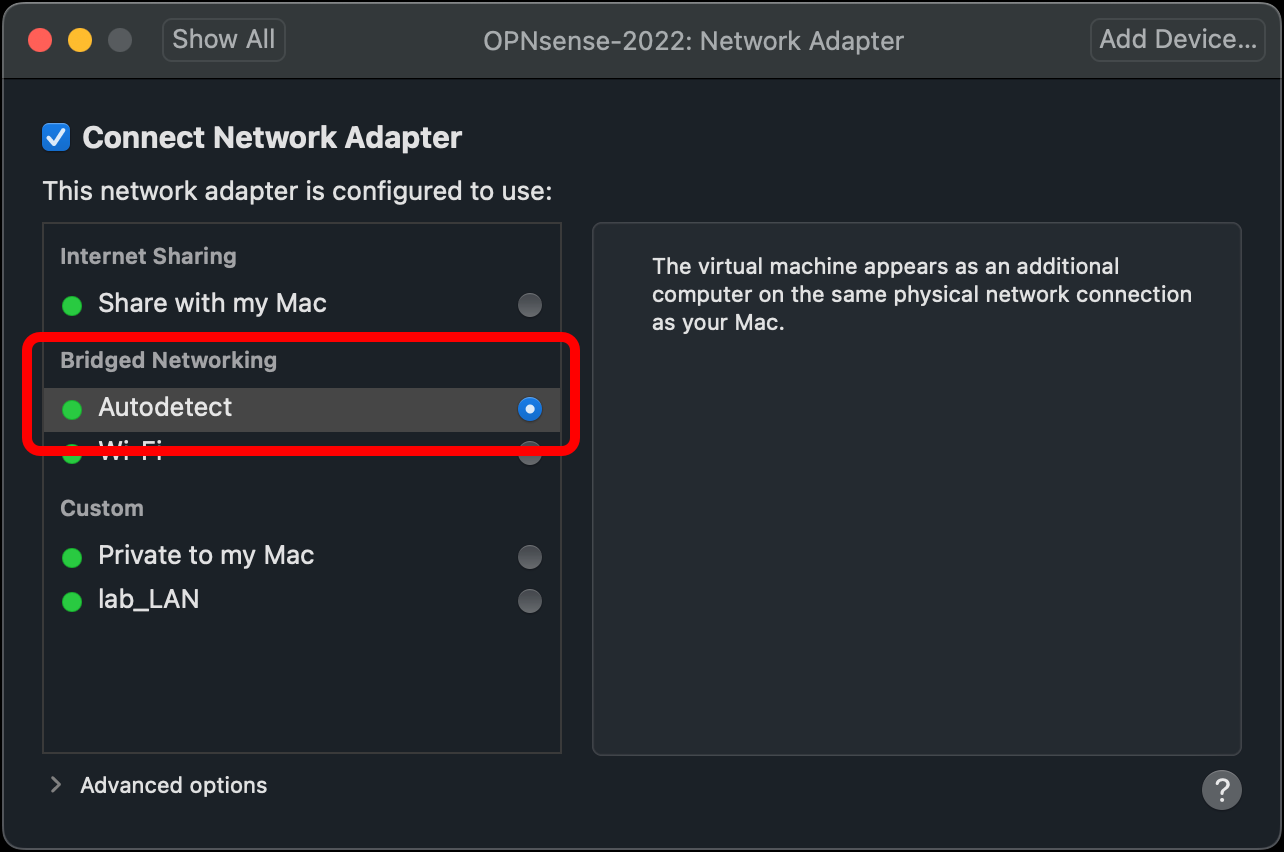 Show All
OPNsense-2022: Network Adapter
Add Device...
Connect Network Adapter
This network adapter is configured to use:
Internet Sharing
Share with my Mac
Bridged Networking
Autodetect
Wi-Fi
Custom
Private to my Mac
lab_LAN
The virtual machine appears as an additional
computer on the same physical network connection
as your Mac.
Advanced options
?